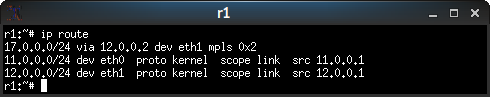 r1
r1:~# ip route
17.0.0.0/24 via 12.0.0.2 dev eth1 mpls 0x2
11.0.0.0/24 dev eth0  proto kernel  scope link  src 11.0.0.1
12.0.0.0/24 dev eth1  proto kernel  scope link  src 12.0.0.1
r1:~#